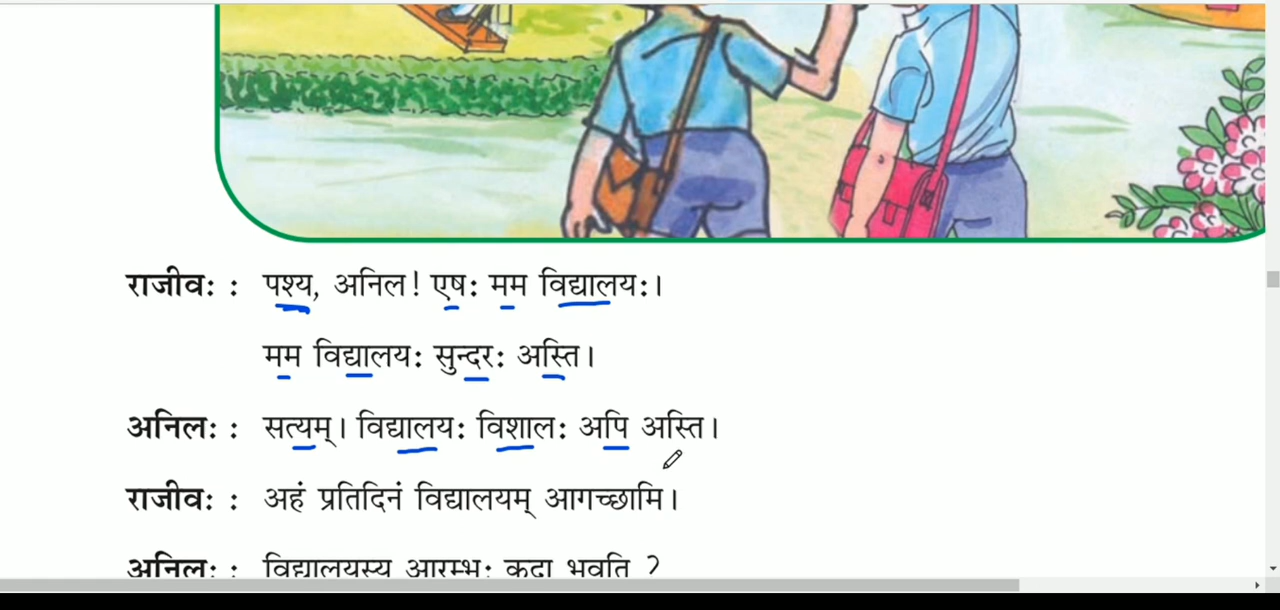 राजीवः : पश्य, अनिल! एषः मम विद्यालयः।
मम विद्यालयः सुन्दरः अस्ति।
अनिलः : सत्यम्। विद्यालयः विशालः अपि अस्ति।
राजीवः : अहं प्रतिदिनं विद्यालयम् आगच्छामि।
अनिलः : विद्यालयस्य आरम्भः कदा भवति ?